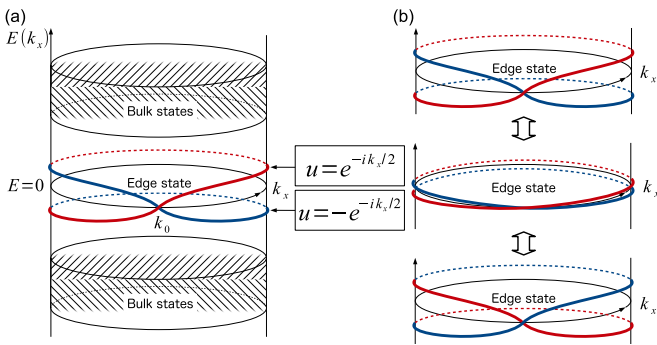 (a)
E(kₓ)
Bulk states
E=0
Edge state
kₓ
k₀
Bulk states
u=e^{-ikₓ/2}
u=-e^{-ikₓ/2}
(b)
Edge state
kₓ
Edge state
kₓ
Edge state
kₓ